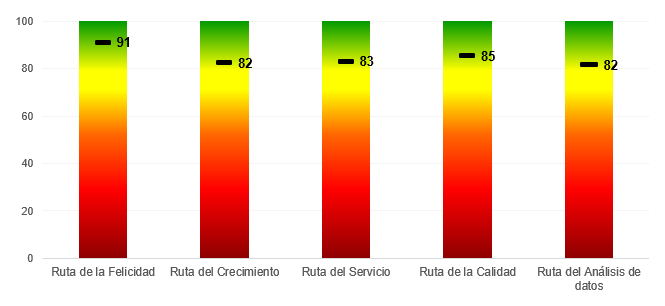 100
80
60
40
20
0
91
82
83
85
82
Ruta de la Felicidad
Ruta del Crecimiento
Ruta del Servicio
Ruta de la Calidad
Ruta del Análisis de
datos